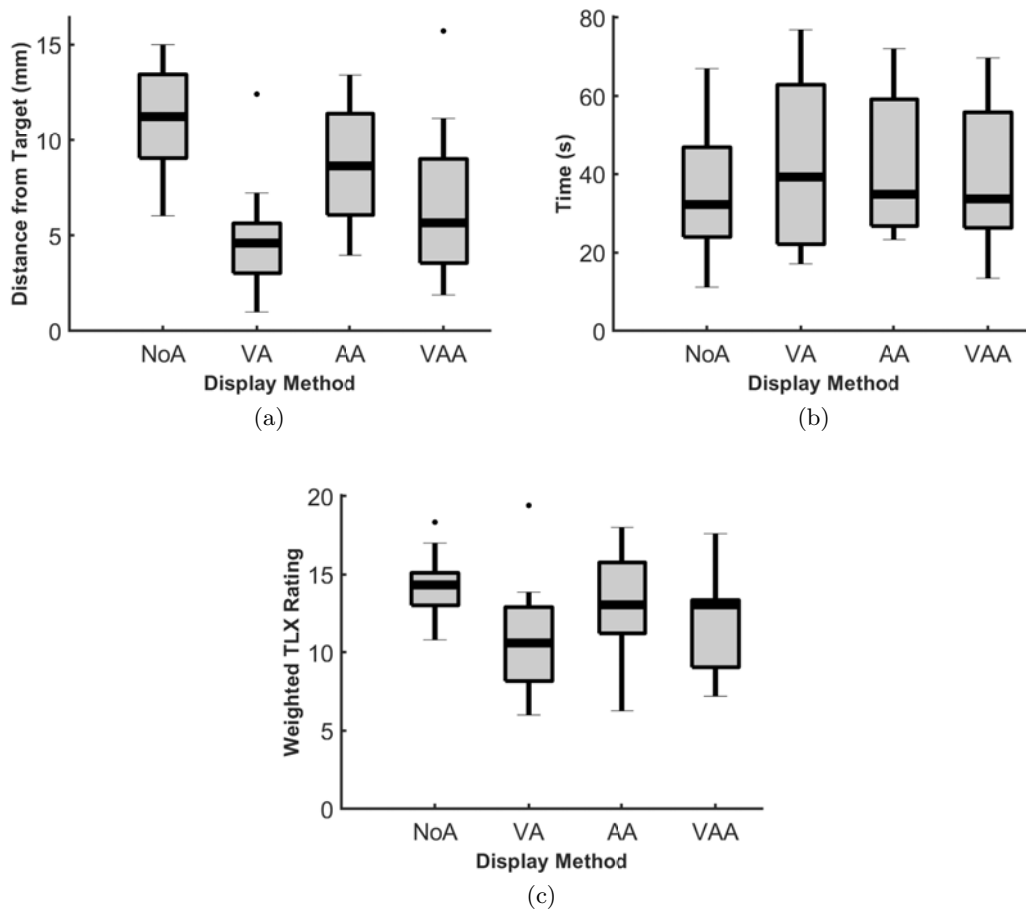 Distance from Target (mm)
15
10
5
0
NoA VA AA VAA
Display Method
(a)
Time (s)
80
60
40
20
0
NoA VA AA VAA
Display Method
(b)
Weighted TLX Rating
20
15
10
5
0
NoA VA AA VAA
Display Method
(c)